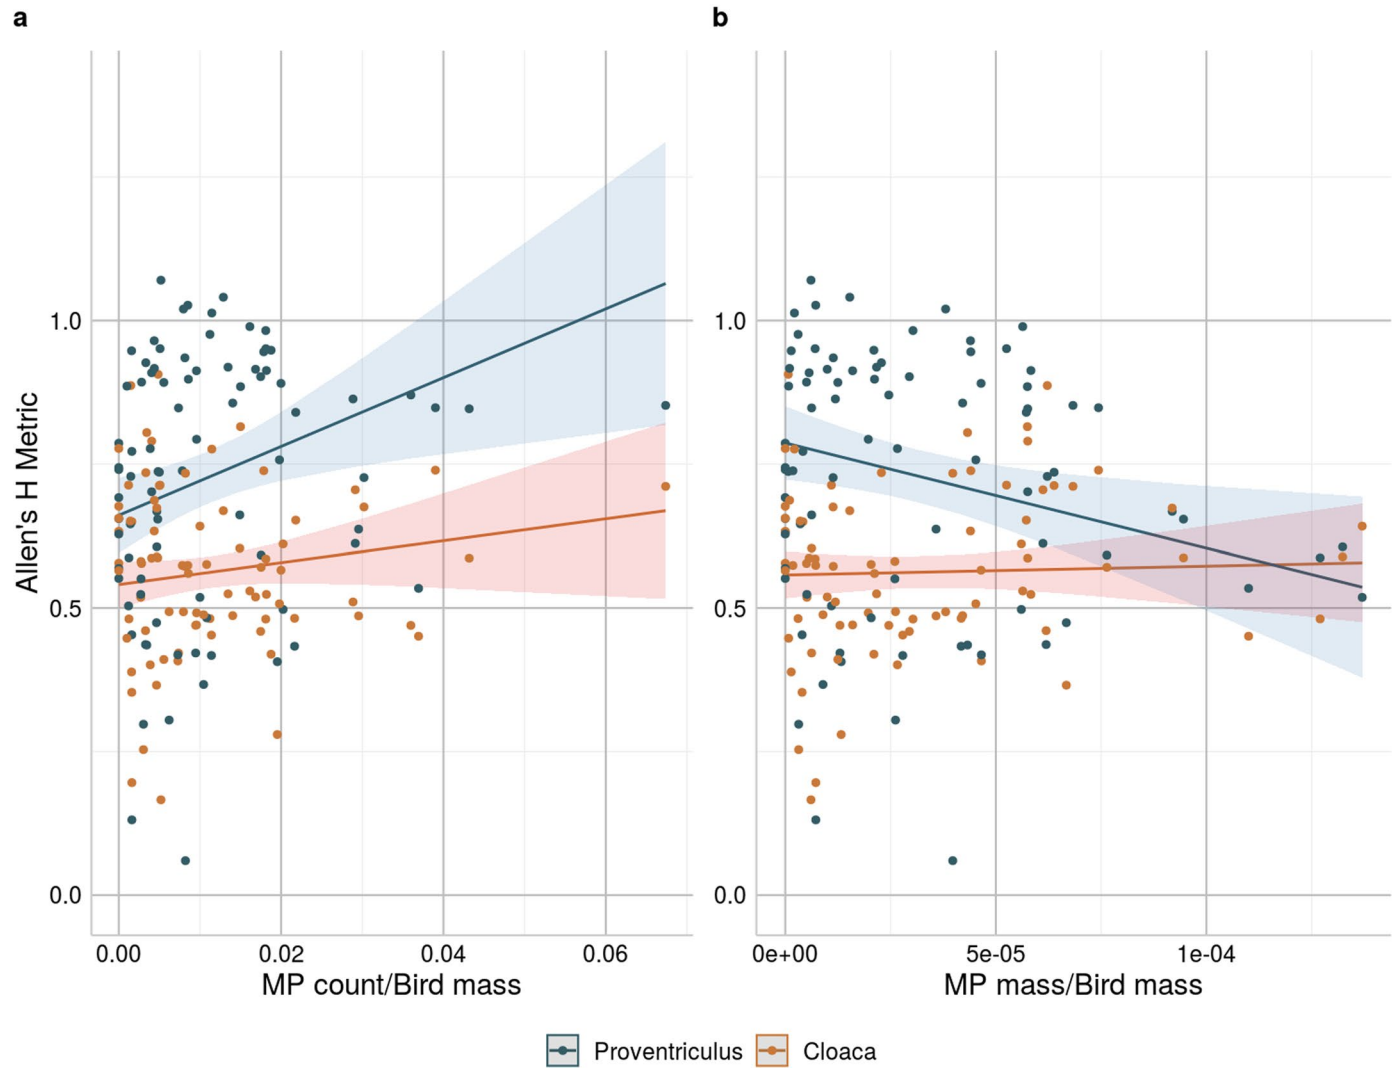 a
b
Allen's H Metric
1.0
0.5
0.0
0.00
0.02
0.04
0.06
MP count/Bird mass
1.0
0.5
0.0
0e+00
5e-05
1e-04
MP mass/Bird mass
Proventriculus
Cloaca